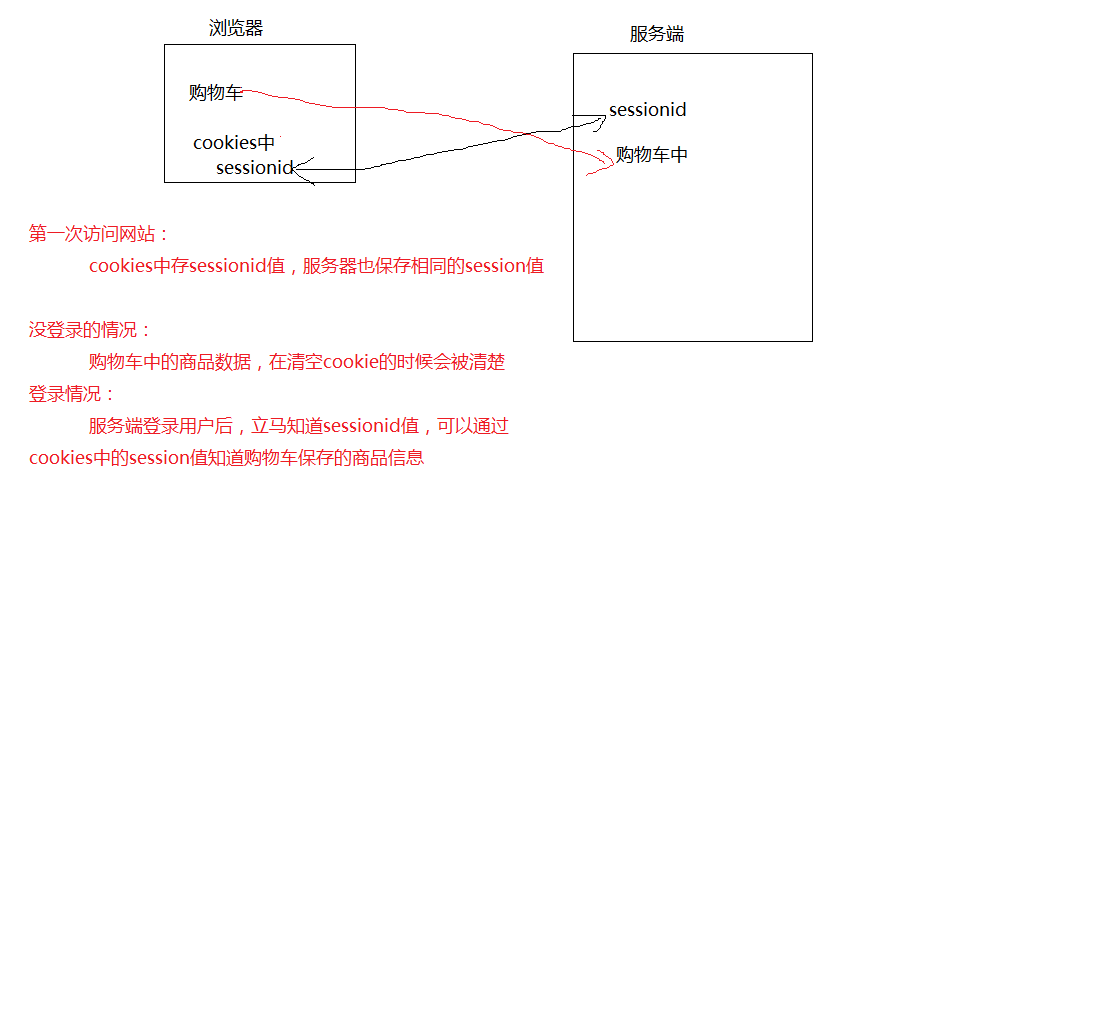 浏览器
服务端
购物车
sessionid
cookies中
购物车中
sessionid
第一次访问网站：
cookies中存sessionid值，服务器也保存相同的session值
没登录的情况：
购物车中的商品数据，在清空cookie的时候会被清楚
登录情况：
服务端登录用户后，立马知道sessionid值，可以通过
cookies中的session值知道购物车保存的商品信息